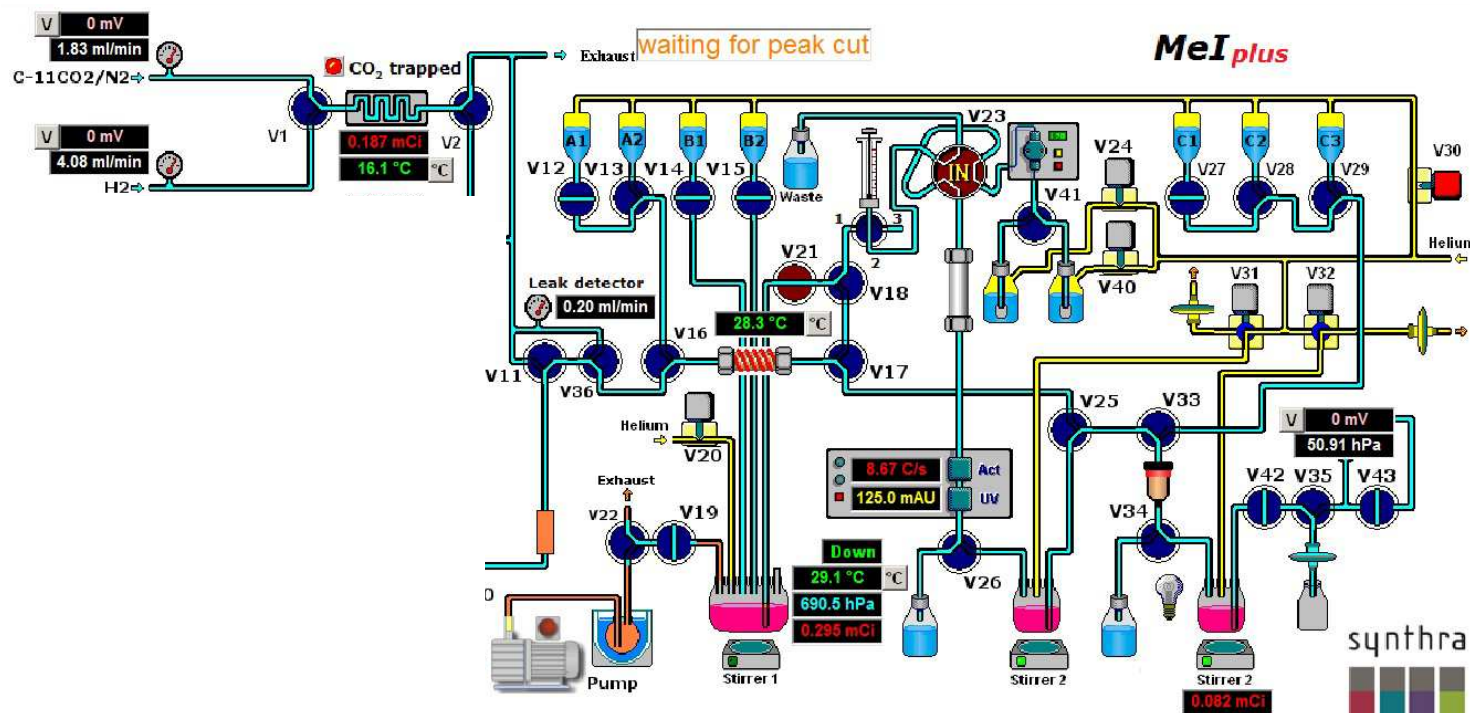 V 0 mV
1.83 ml/min
C-11CO2/N2
CO₂ trapped
Exhaust
waiting for peak cut
MeI plus
V1
V2
V 0 mV
4.08 ml/min
H2
0.187 mCi
16.1 °C °C
A1 A2 B1 B2
V12 V13 V14 V15
Waste
V23
IN
V41
V24
V40
C1 C2 C3
V27 V28 V29
V30
Helium
1 3
2
V21
V18
V31 V32
Leak detector
0.20 ml/min
28.3 °C °C
V16
V11
V36
V17
V25
V33
Helium
V20
V 0 mV
50.91 hPa
8.67 C/s Act
125.0 mAU UV
Exhaust
V22
V19
V42 V35 V43
V34
V26
Down
29.1 °C °C
690.5 hPa
0.295 mCi
Pump
Stirrer 1
Stirrer 2
Stirrer 2
0.082 mCi
synthra